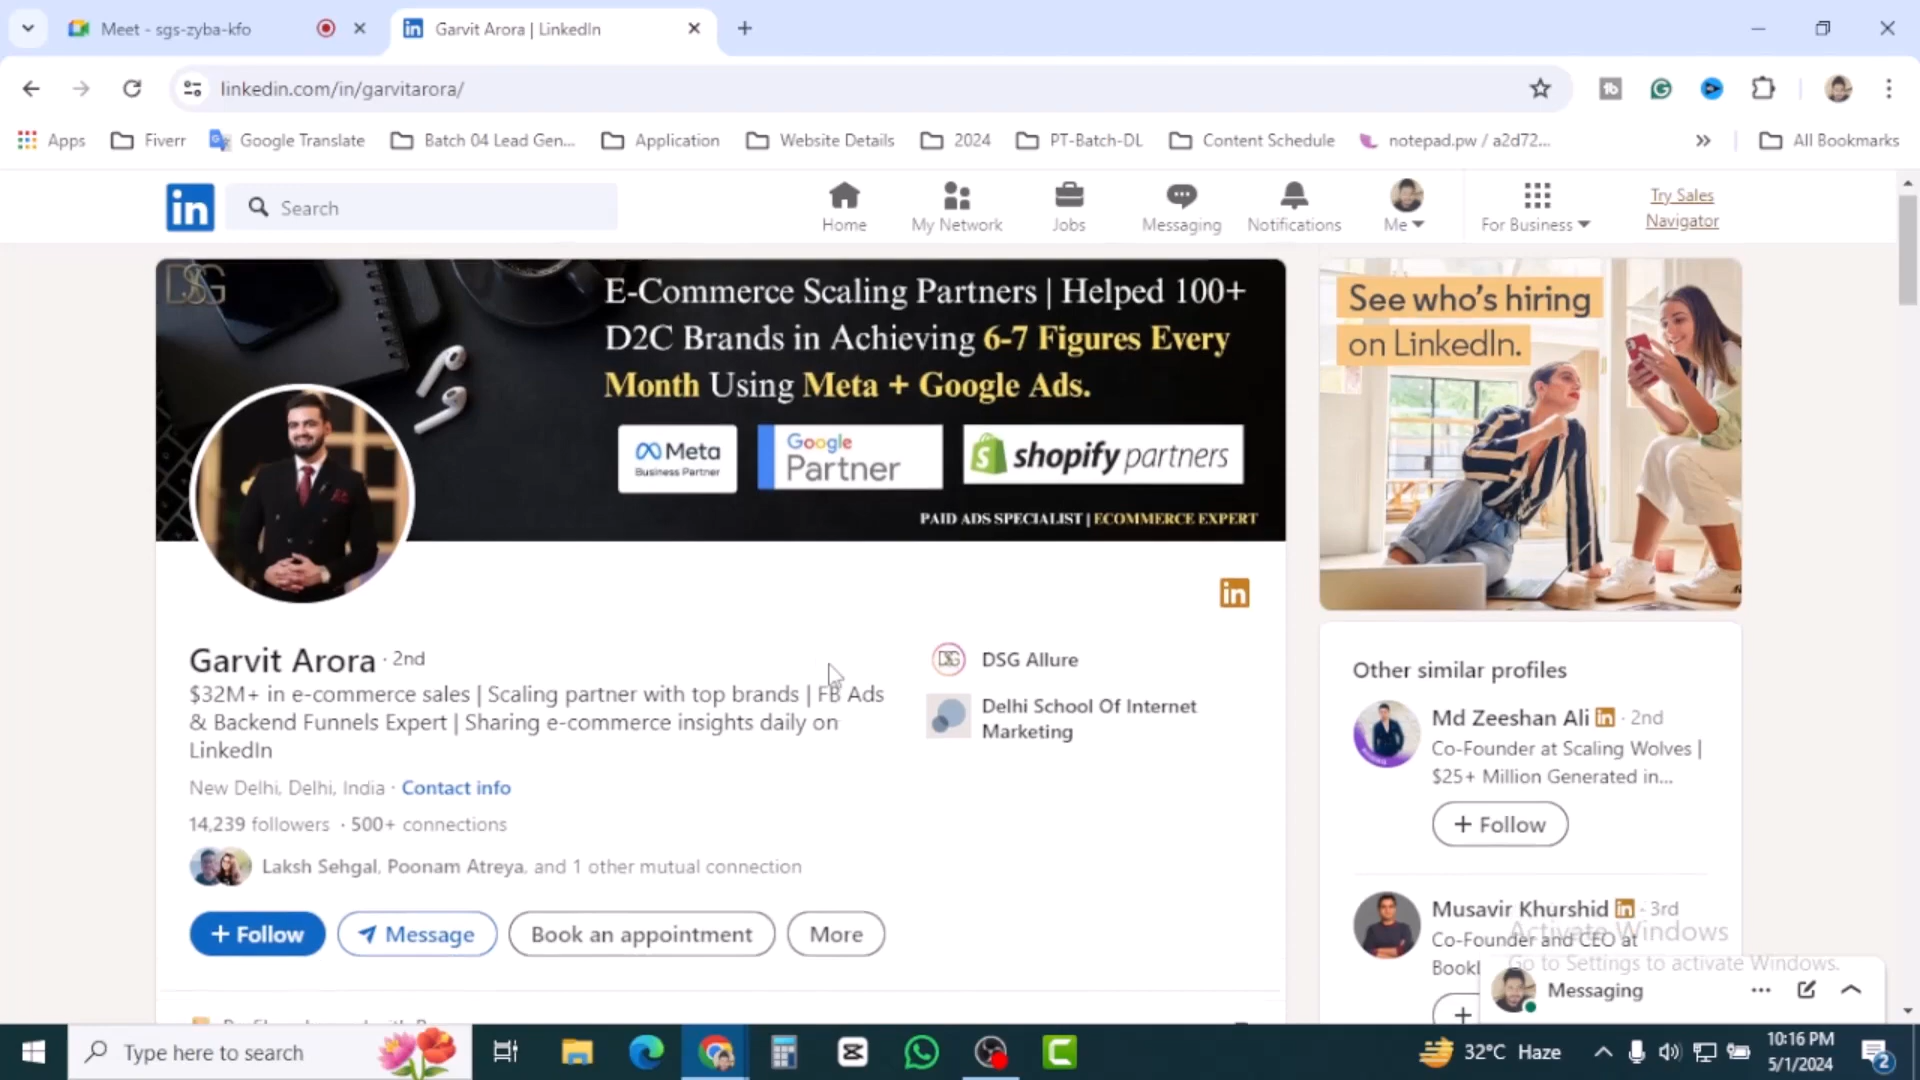 Meet - sgs-zyba-kfo
Garvit Arora | LinkedIn
linkedin.com/in/garvitarora/
Apps
Fiverr
Google Translate
Batch 04 Lead Gen...
Application
Website Details
2024
PT-Batch-DL
Content Schedule
notepad.pw / a2d72...
All Bookmarks
in
Search
Home
My Network
Jobs
Messaging
Notifications
Me
For Business
Try Sales
Navigator
DSG
E-Commerce Scaling Partners | Helped 100+
D2C Brands in Achieving 6-7 Figures Every
Month Using Meta + Google Ads.
Meta
Business Partner
Google
Partner
shopify partners
PAID ADS SPECIALIST | ECOMMERCE EXPERT
See who's hiring
on LinkedIn.
in
Garvit Arora · 2nd
$32M+ in e-commerce sales | Scaling partner with top brands | FB Ads
& Backend Funnels Expert | Sharing e-commerce insights daily on
LinkedIn
New Delhi, Delhi, India · Contact info
14,239 followers · 500+ connections
Laksh Sehgal, Poonam Atreya, and 1 other mutual connection
+ Follow
Message
Book an appointment
More
DSG
DSG Allure
Delhi School Of Internet
Marketing
Other similar profiles
Md Zeeshan Ali in · 2nd
Co-Founder at Scaling Wolves |
$25+ Million Generated in...
+ Follow
Musavir Khurshid in · 3rd
Co-Founder and CEO at
Activate Windows
Go to Settings to activate Windows.
Messaging
Type here to search
32°C Haze
10:16 PM
5/1/2024
2